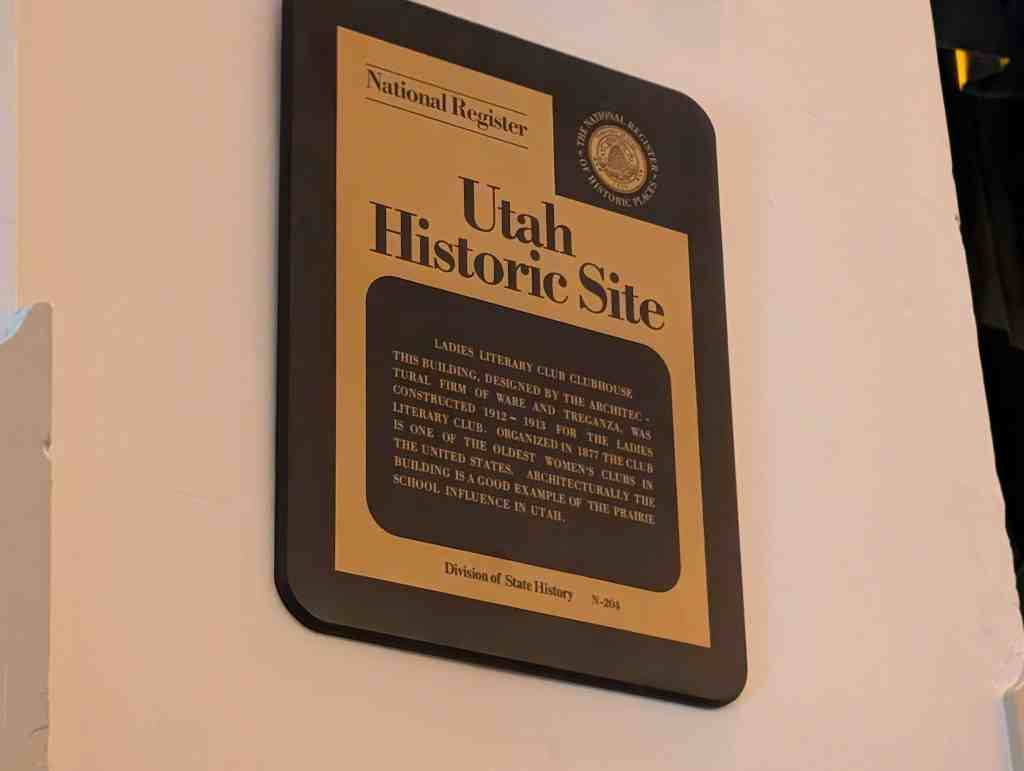 National Register
THE NATIONAL REGISTER
OF HISTORIC PLACES
Utah
Historic Site
LADIES LITERARY CLUB CLUBHOUSE
THIS BUILDING, DESIGNED BY THE ARCHITEC-
TURAL FIRM OF WARE AND TREGANZA, WAS
CONSTRUCTED 1912-1913 FOR THE LADIES
LITERARY CLUB. ORGANIZED IN 1877 THE CLUB
IS ONE OF THE OLDEST WOMEN'S CLUBS IN
THE UNITED STATES. ARCHITECTURALLY THE
BUILDING IS A GOOD EXAMPLE OF THE PRAIRIE
SCHOOL INFLUENCE IN UTAH.
Division of State History N-204